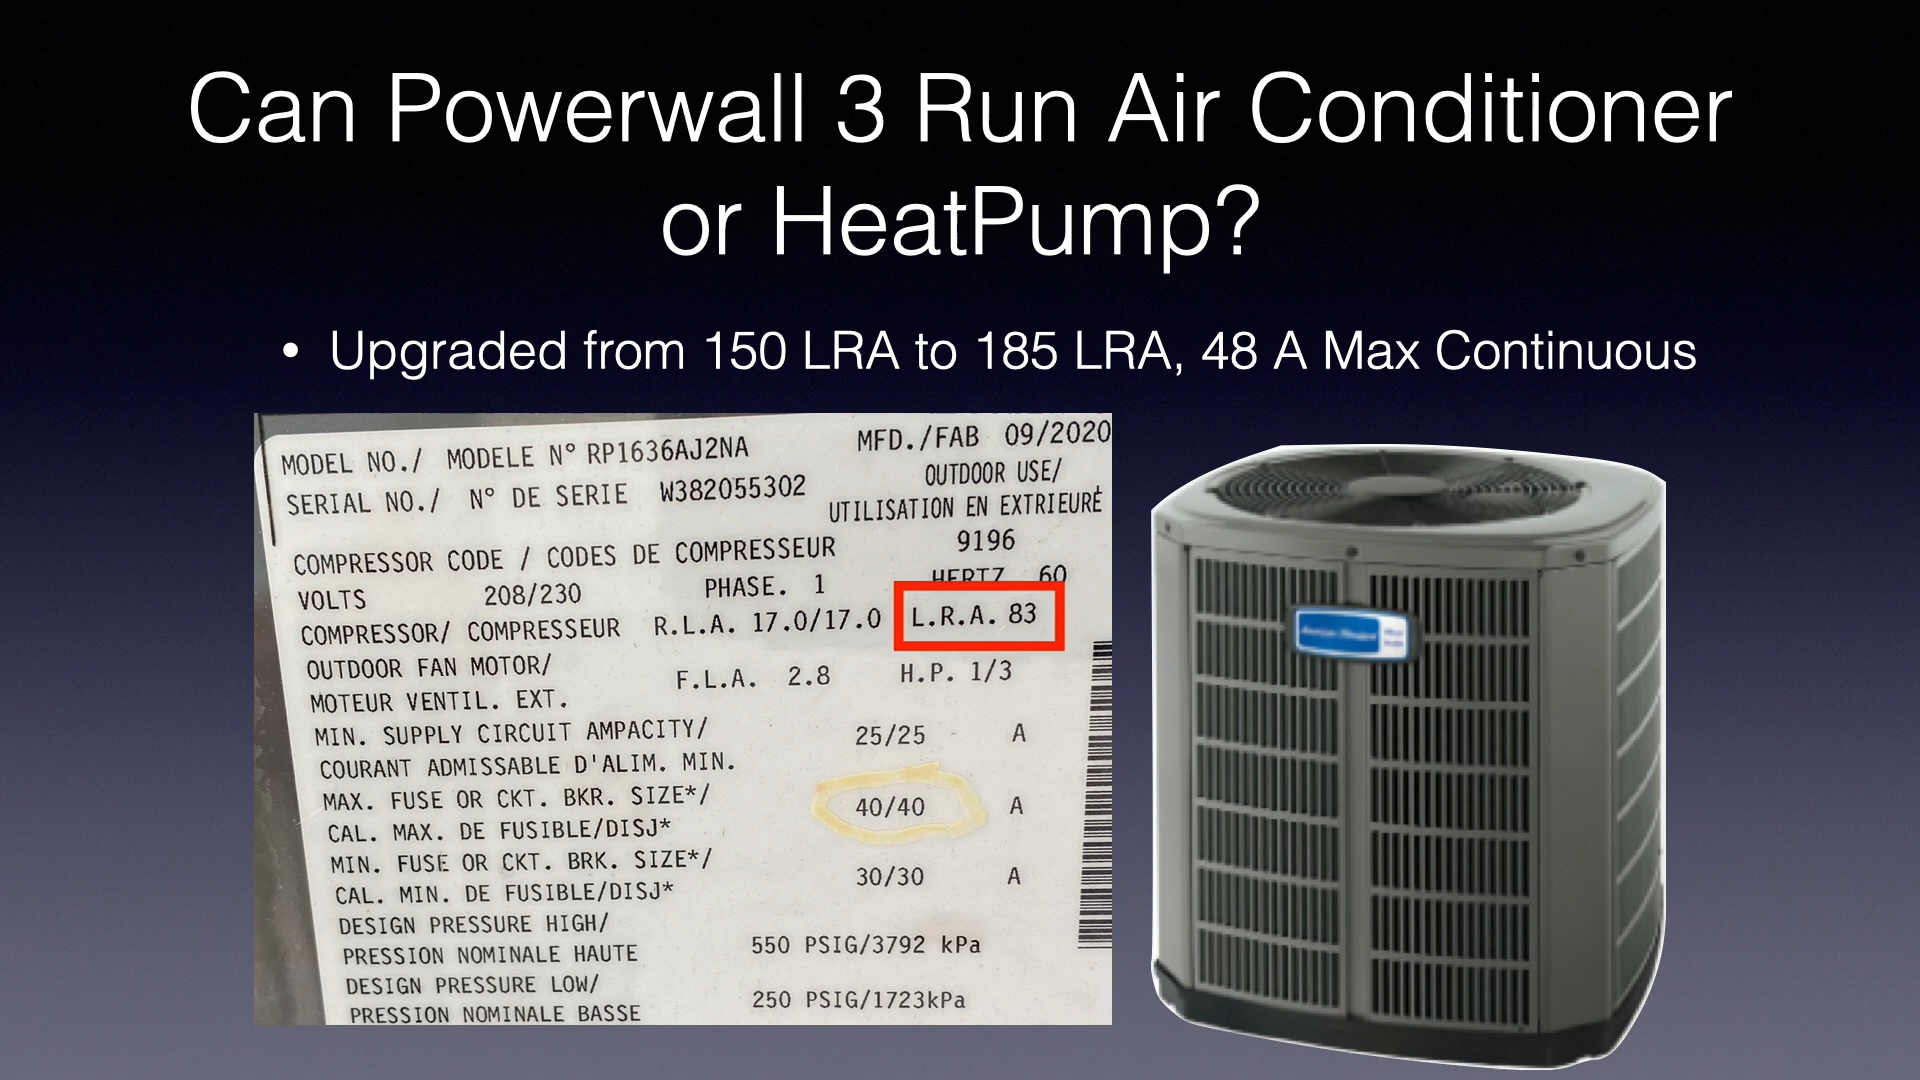 Can Powerwall 3 Run Air Conditioner
or HeatPump?
• Upgraded from 150 LRA to 185 LRA, 48 A Max Continuous
MODEL NO./ MODELE N° RP1636AJ2NA MFD./FAB 09/2020
SERIAL NO./ N° DE SERIE W382055302 OUTDOOR USE/
UTILISATION EN EXTRIEURÉ
COMPRESSOR CODE / CODES DE COMPRESSEUR 9196
VOLTS 208/230 PHASE. 1 HERTZ 60
COMPRESSOR/ COMPRESSEUR R.L.A. 17.0/17.0 L.R.A. 83
OUTDOOR FAN MOTOR/
MOTEUR VENTIL. EXT. F.L.A. 2.8 H.P. 1/3
MIN. SUPPLY CIRCUIT AMPACITY/ 25/25 A
COURANT ADMISSABLE D'ALIM. MIN.
MAX. FUSE OR CKT. BKR. SIZE*/ 40/40 A
CAL. MAX. DE FUSIBLE/DISJ*
MIN. FUSE OR CKT. BRK. SIZE*/ 30/30 A
CAL. MIN. DE FUSIBLE/DISJ*
DESIGN PRESSURE HIGH/
PRESSION NOMINALE HAUTE 550 PSIG/3792 kPa
DESIGN PRESSURE LOW/
PRESSION NOMINALE BASSE 250 PSIG/1723kPa